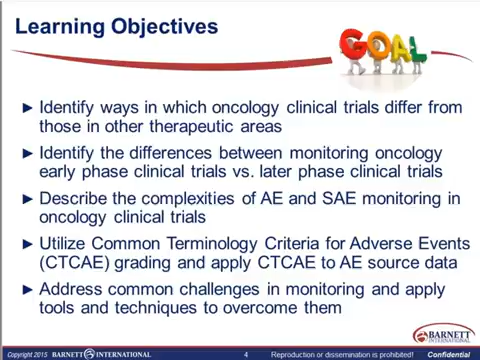 Learning Objectives
GOAL
► Identify ways in which oncology clinical trials differ from
those in other therapeutic areas
► Identify the differences between monitoring oncology
early phase clinical trials vs. later phase clinical trials
► Describe the complexities of AE and SAE monitoring in
oncology clinical trials
► Utilize Common Terminology Criteria for Adverse Events
(CTCAE) grading and apply CTCAE to AE source data
► Address common challenges in monitoring and apply
tools and techniques to overcome them
BARNETT
INTERNATIONAL
Copyright 2015 BARNETT INTERNATIONAL 4 Reproduction or dissemination is prohibited! Confidential